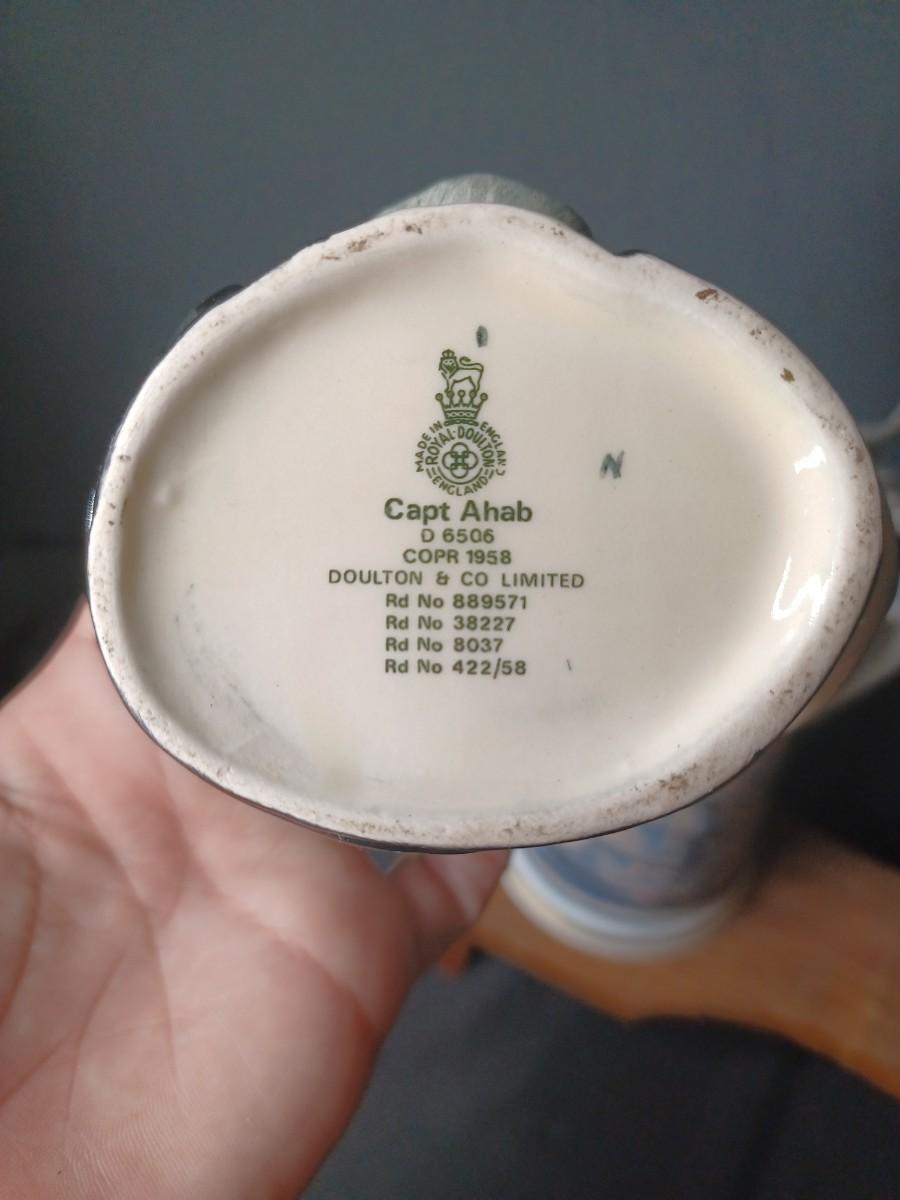 MADE IN ENGLAND
ROYAL·DOULTON
ENGLAND
N
Capt Ahab
D 6506
COPR 1958
DOULTON & CO LIMITED
Rd No 889571
Rd No 38227
Rd No 8037
Rd No 422/58